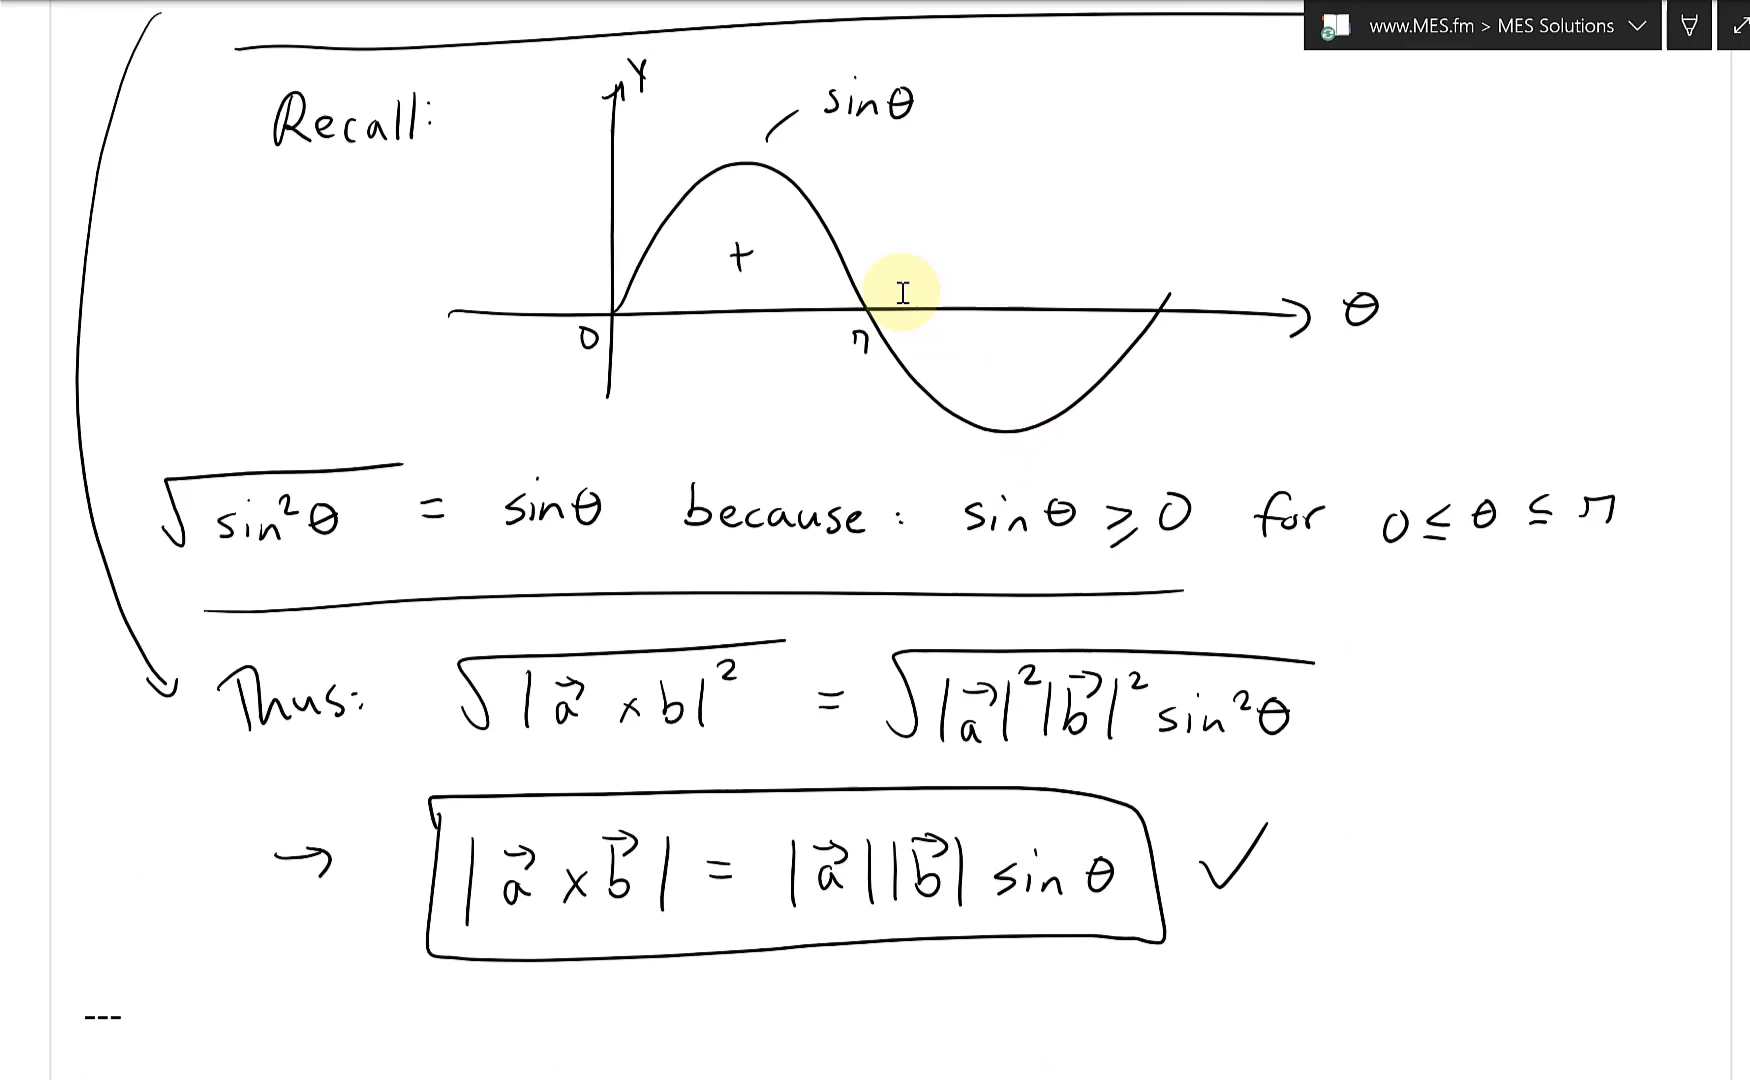 www.MES.fm > MES Solutions
Recall:
Y
sinθ
+
0
π
θ
√sin²θ = sinθ because: sinθ ≥ 0 for 0 ≤ θ ≤ π
Thus: √|a⃗ × b|² = √|a⃗|²|b⃗|² sin²θ
→ |a⃗ × b⃗| = |a⃗||b⃗| sin θ ✓
---